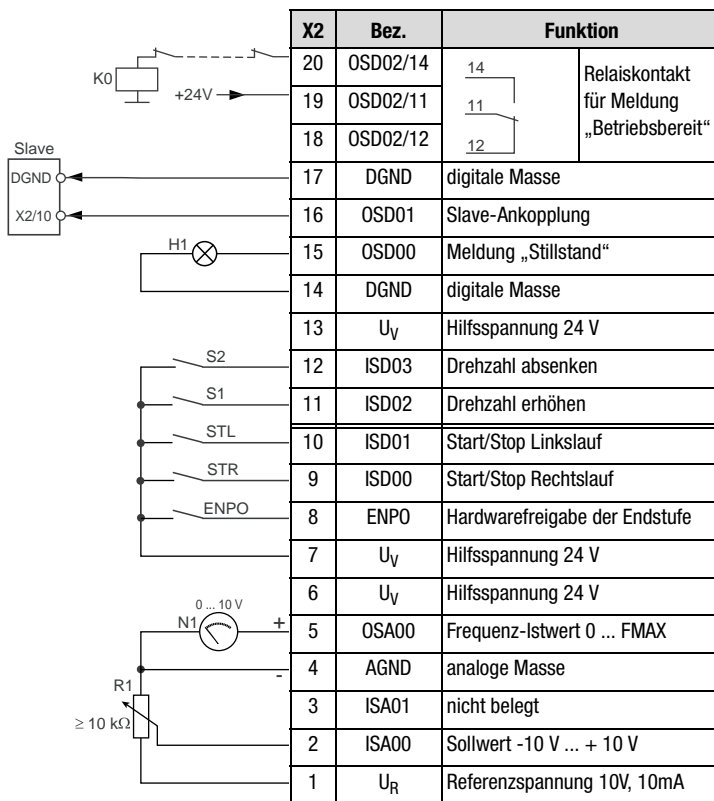 X2 Bez. Funktion
20 OSD02/14 14 Relaiskontakt
K0
+24V 19 OSD02/11 11 für Meldung
18 OSD02/12 12 „Betriebsbereit“
Slave
DGND 17 DGND digitale Masse
X2/10 16 OSD01 Slave-Ankopplung
H1 15 OSD00 Meldung „Stillstand“
14 DGND digitale Masse
13 UV Hilfsspannung 24 V
S2 12 ISD03 Drehzahl absenken
S1 11 ISD02 Drehzahl erhöhen
STL 10 ISD01 Start/Stop Linkslauf
STR 9 ISD00 Start/Stop Rechtslauf
ENPO 8 ENPO Hardwarefreigabe der Endstufe
7 UV Hilfsspannung 24 V
6 UV Hilfsspannung 24 V
0 ... 10 V
N1 + 5 OSA00 Frequenz-Istwert 0 ... FMAX
- 4 AGND analoge Masse
R1 3 ISA01 nicht belegt
≥ 10 kΩ 2 ISA00 Sollwert -10 V ... + 10 V
1 UR Referenzspannung 10V, 10mA